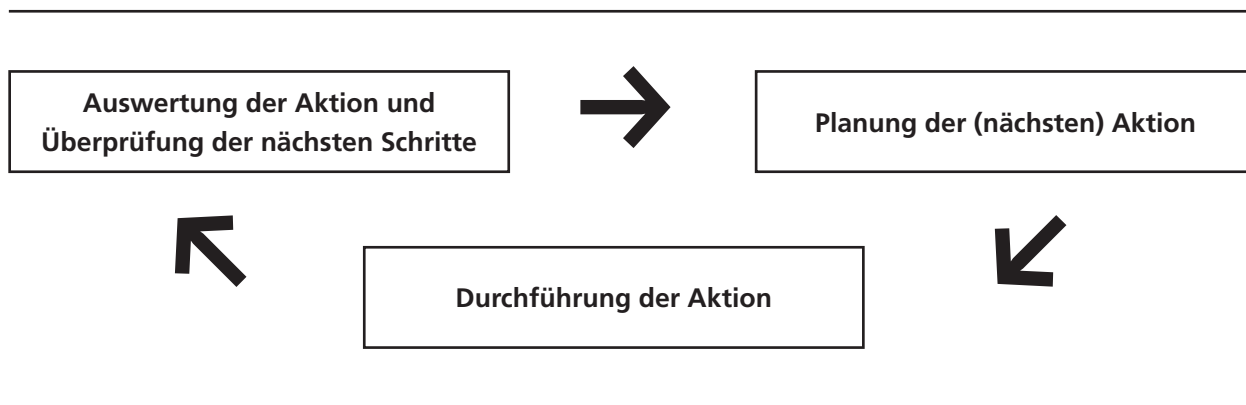 Auswertung der Aktion und
Überprüfung der nächsten Schritte
Planung der (nächsten) Aktion
Durchführung der Aktion